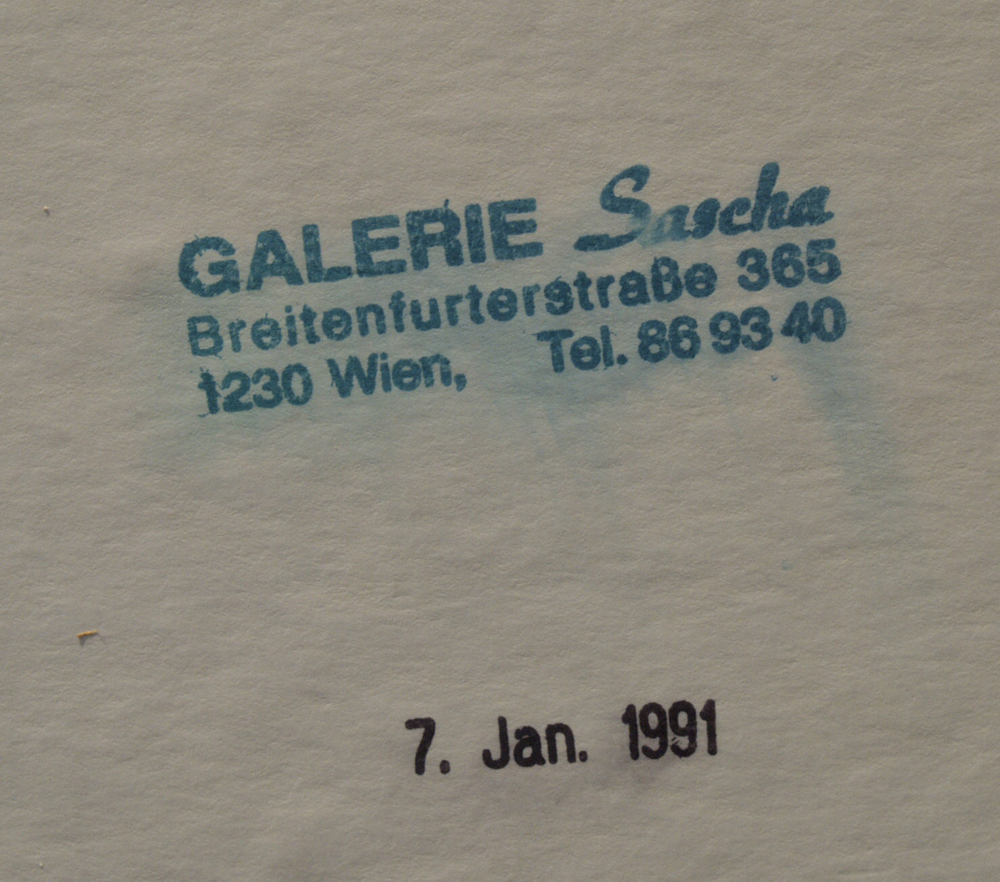 GALERIE Sascha
Breitenfurterstraße 365
1230 Wien, Tel. 86 93 40
7. Jan. 1991